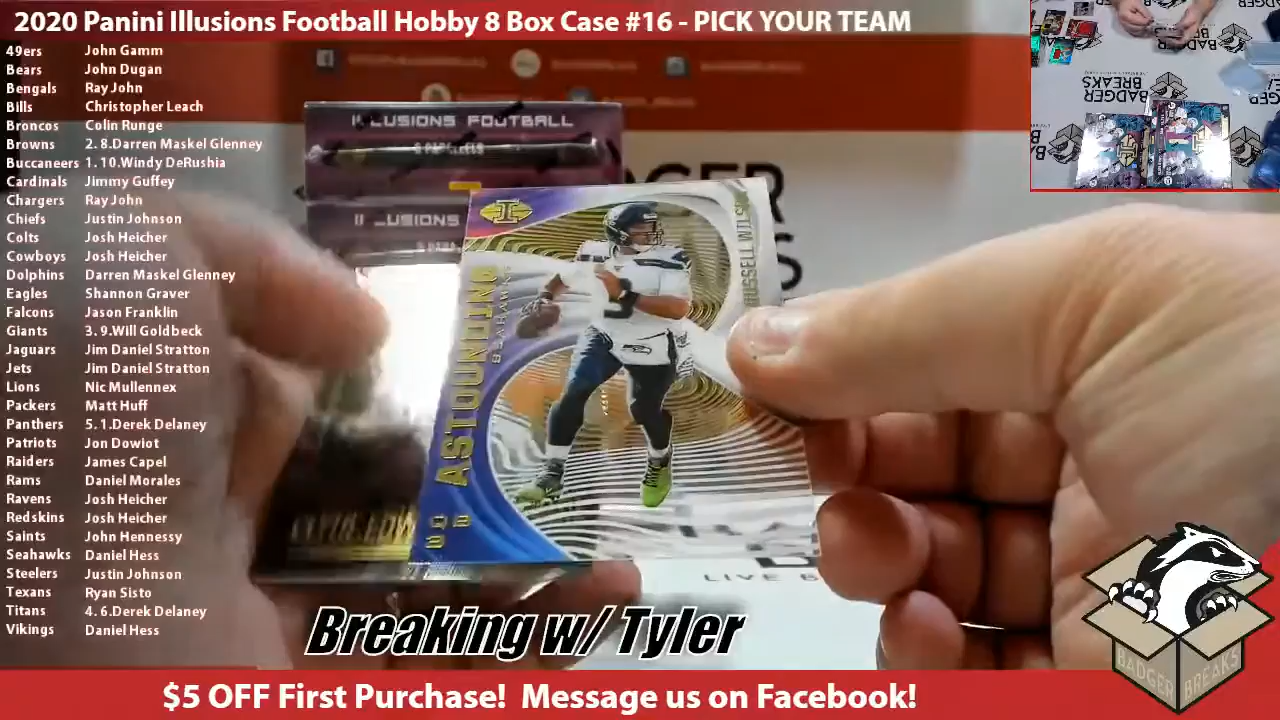 2020 Panini Illusions Football Hobby 8 Box Case #16 - PICK YOUR TEAM
49ers John Gamm
Bears John Dugan
Bengals Ray John
Bills Christopher Leach
Broncos Colin Runge
Browns 2. 8.Darren Maskel Glenney
Buccaneers 1. 10.Windy DeRushia
Cardinals Jimmy Guffey
Chargers Ray John
Chiefs Justin Johnson
Colts Josh Heicher
Cowboys Josh Heicher
Dolphins Darren Maskel Glenney
Eagles Shannon Graver
Falcons Jason Franklin
Giants 3. 9.Will Goldbeck
Jaguars Jim Daniel Stratton
Jets Jim Daniel Stratton
Lions Nic Mullennex
Packers Matt Huff
Panthers 5. 1.Derek Delaney
Patriots Jon Dowiot
Raiders James Capel
Rams Daniel Morales
Ravens Josh Heicher
Redskins Josh Heicher
Saints John Hennessy
Seahawks Daniel Hess
Steelers Justin Johnson
Texans Ryan Sisto
Titans 4. 6.Derek Delaney
Vikings Daniel Hess
ILLUSIONS FOOTBALL
ASTOUNDING
SEAHAWKS
QB
RUSSELL WILSON
LIVE
BADGER
BREAKS
Breaking w/ Tyler
BADGER BREAKS
$5 OFF First Purchase! Message us on Facebook!